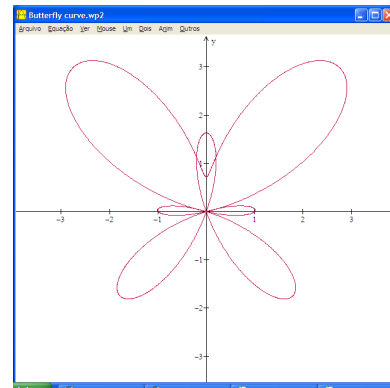 Butterfly curve.wp2
Arquivo Equação Ver Mouse Um Dois Anim Outros
y
3
2
1
-3 -2 -1 1 2 3
-1
-2
-3